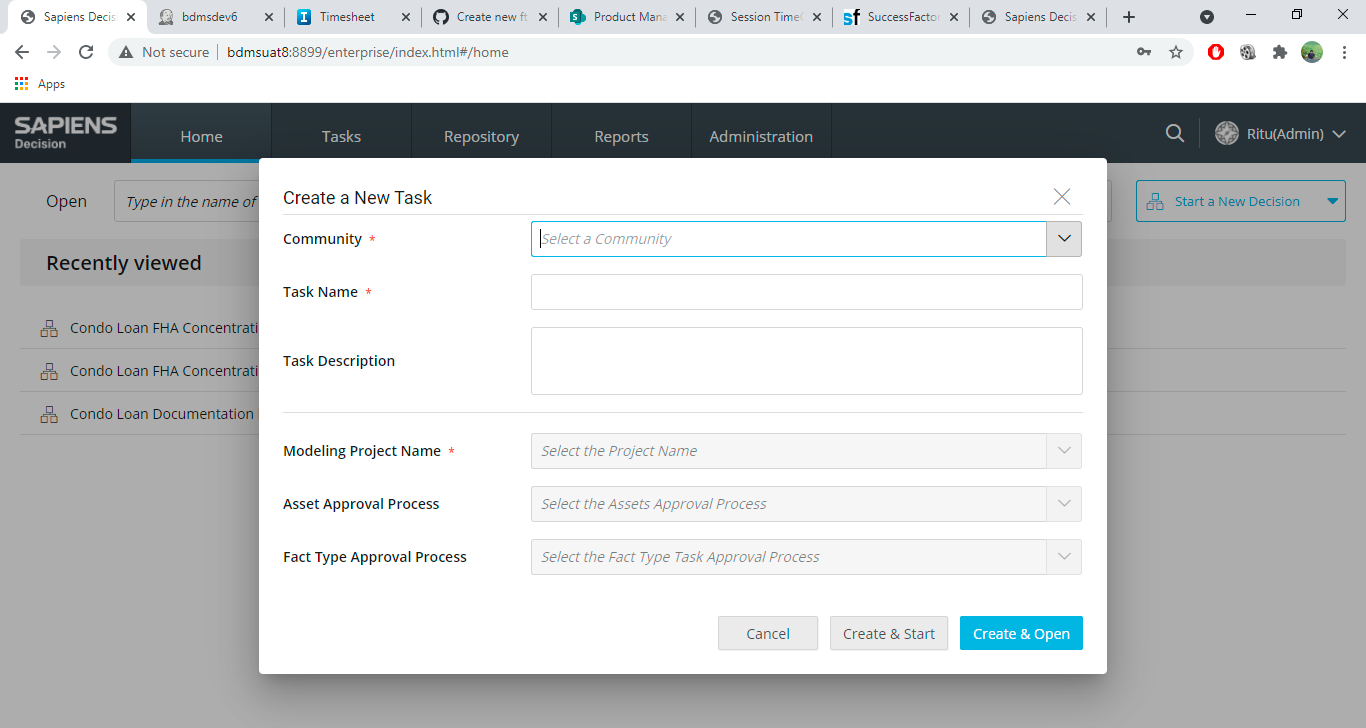 Sapiens Decis
bdmsdev6
Timesheet
Create new ft
Product Mana
Session Time
SuccessFactor
Sapiens Decis
Not secure
bdmsuat8:8899/enterprise/index.html#/home
Apps
SAPIENS
Decision
Home
Tasks
Repository
Reports
Administration
Ritu(Admin)
Open
Type in the name of
Start a New Decision
Recently viewed
Condo Loan FHA Concentrati
Condo Loan FHA Concentrati
Condo Loan Documentation
Create a New Task
Community *
Select a Community
Task Name *
Task Description
Modeling Project Name *
Select the Project Name
Asset Approval Process
Select the Assets Approval Process
Fact Type Approval Process
Select the Fact Type Task Approval Process
Cancel
Create & Start
Create & Open